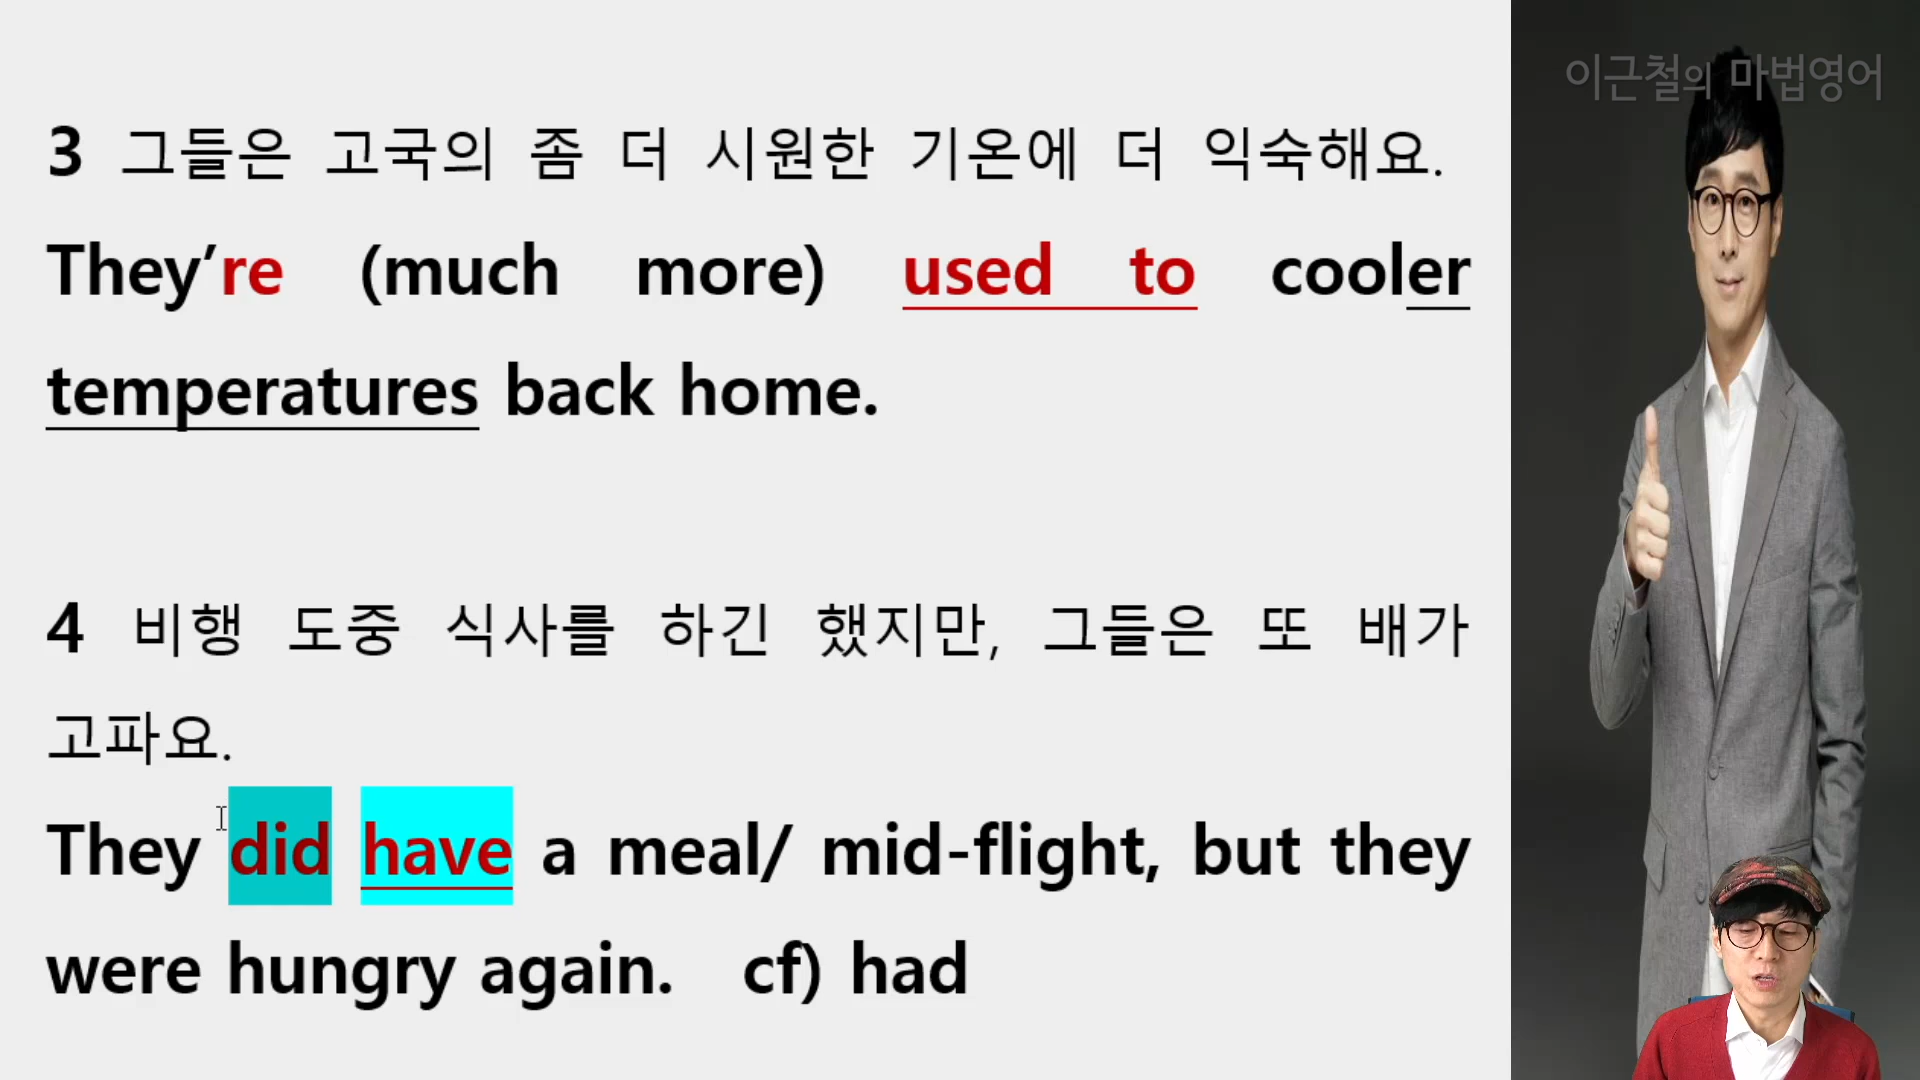 이근철의 마법영어
3 그들은 고국의 좀 더 시원한 기온에 더 익숙해요.
They’re (much more) used to cooler
temperatures back home.
4 비행 도중 식사를 하긴 했지만, 그들은 또 배가
고파요.
They did have a meal/ mid-flight, but they
were hungry again. cf) had